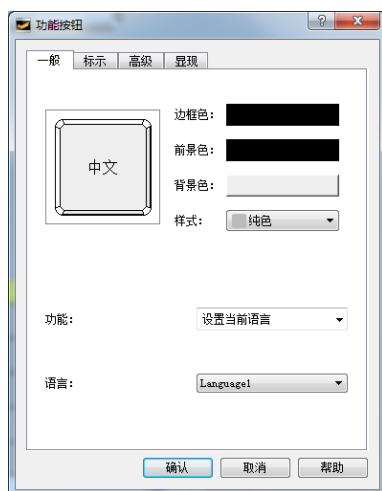 功能按钮
一般 标示 高级 显现
边框色:
前景色:
中文
背景色:
样式: 纯色
功能: 设置当前语言
语言: Language1
确认 取消 帮助